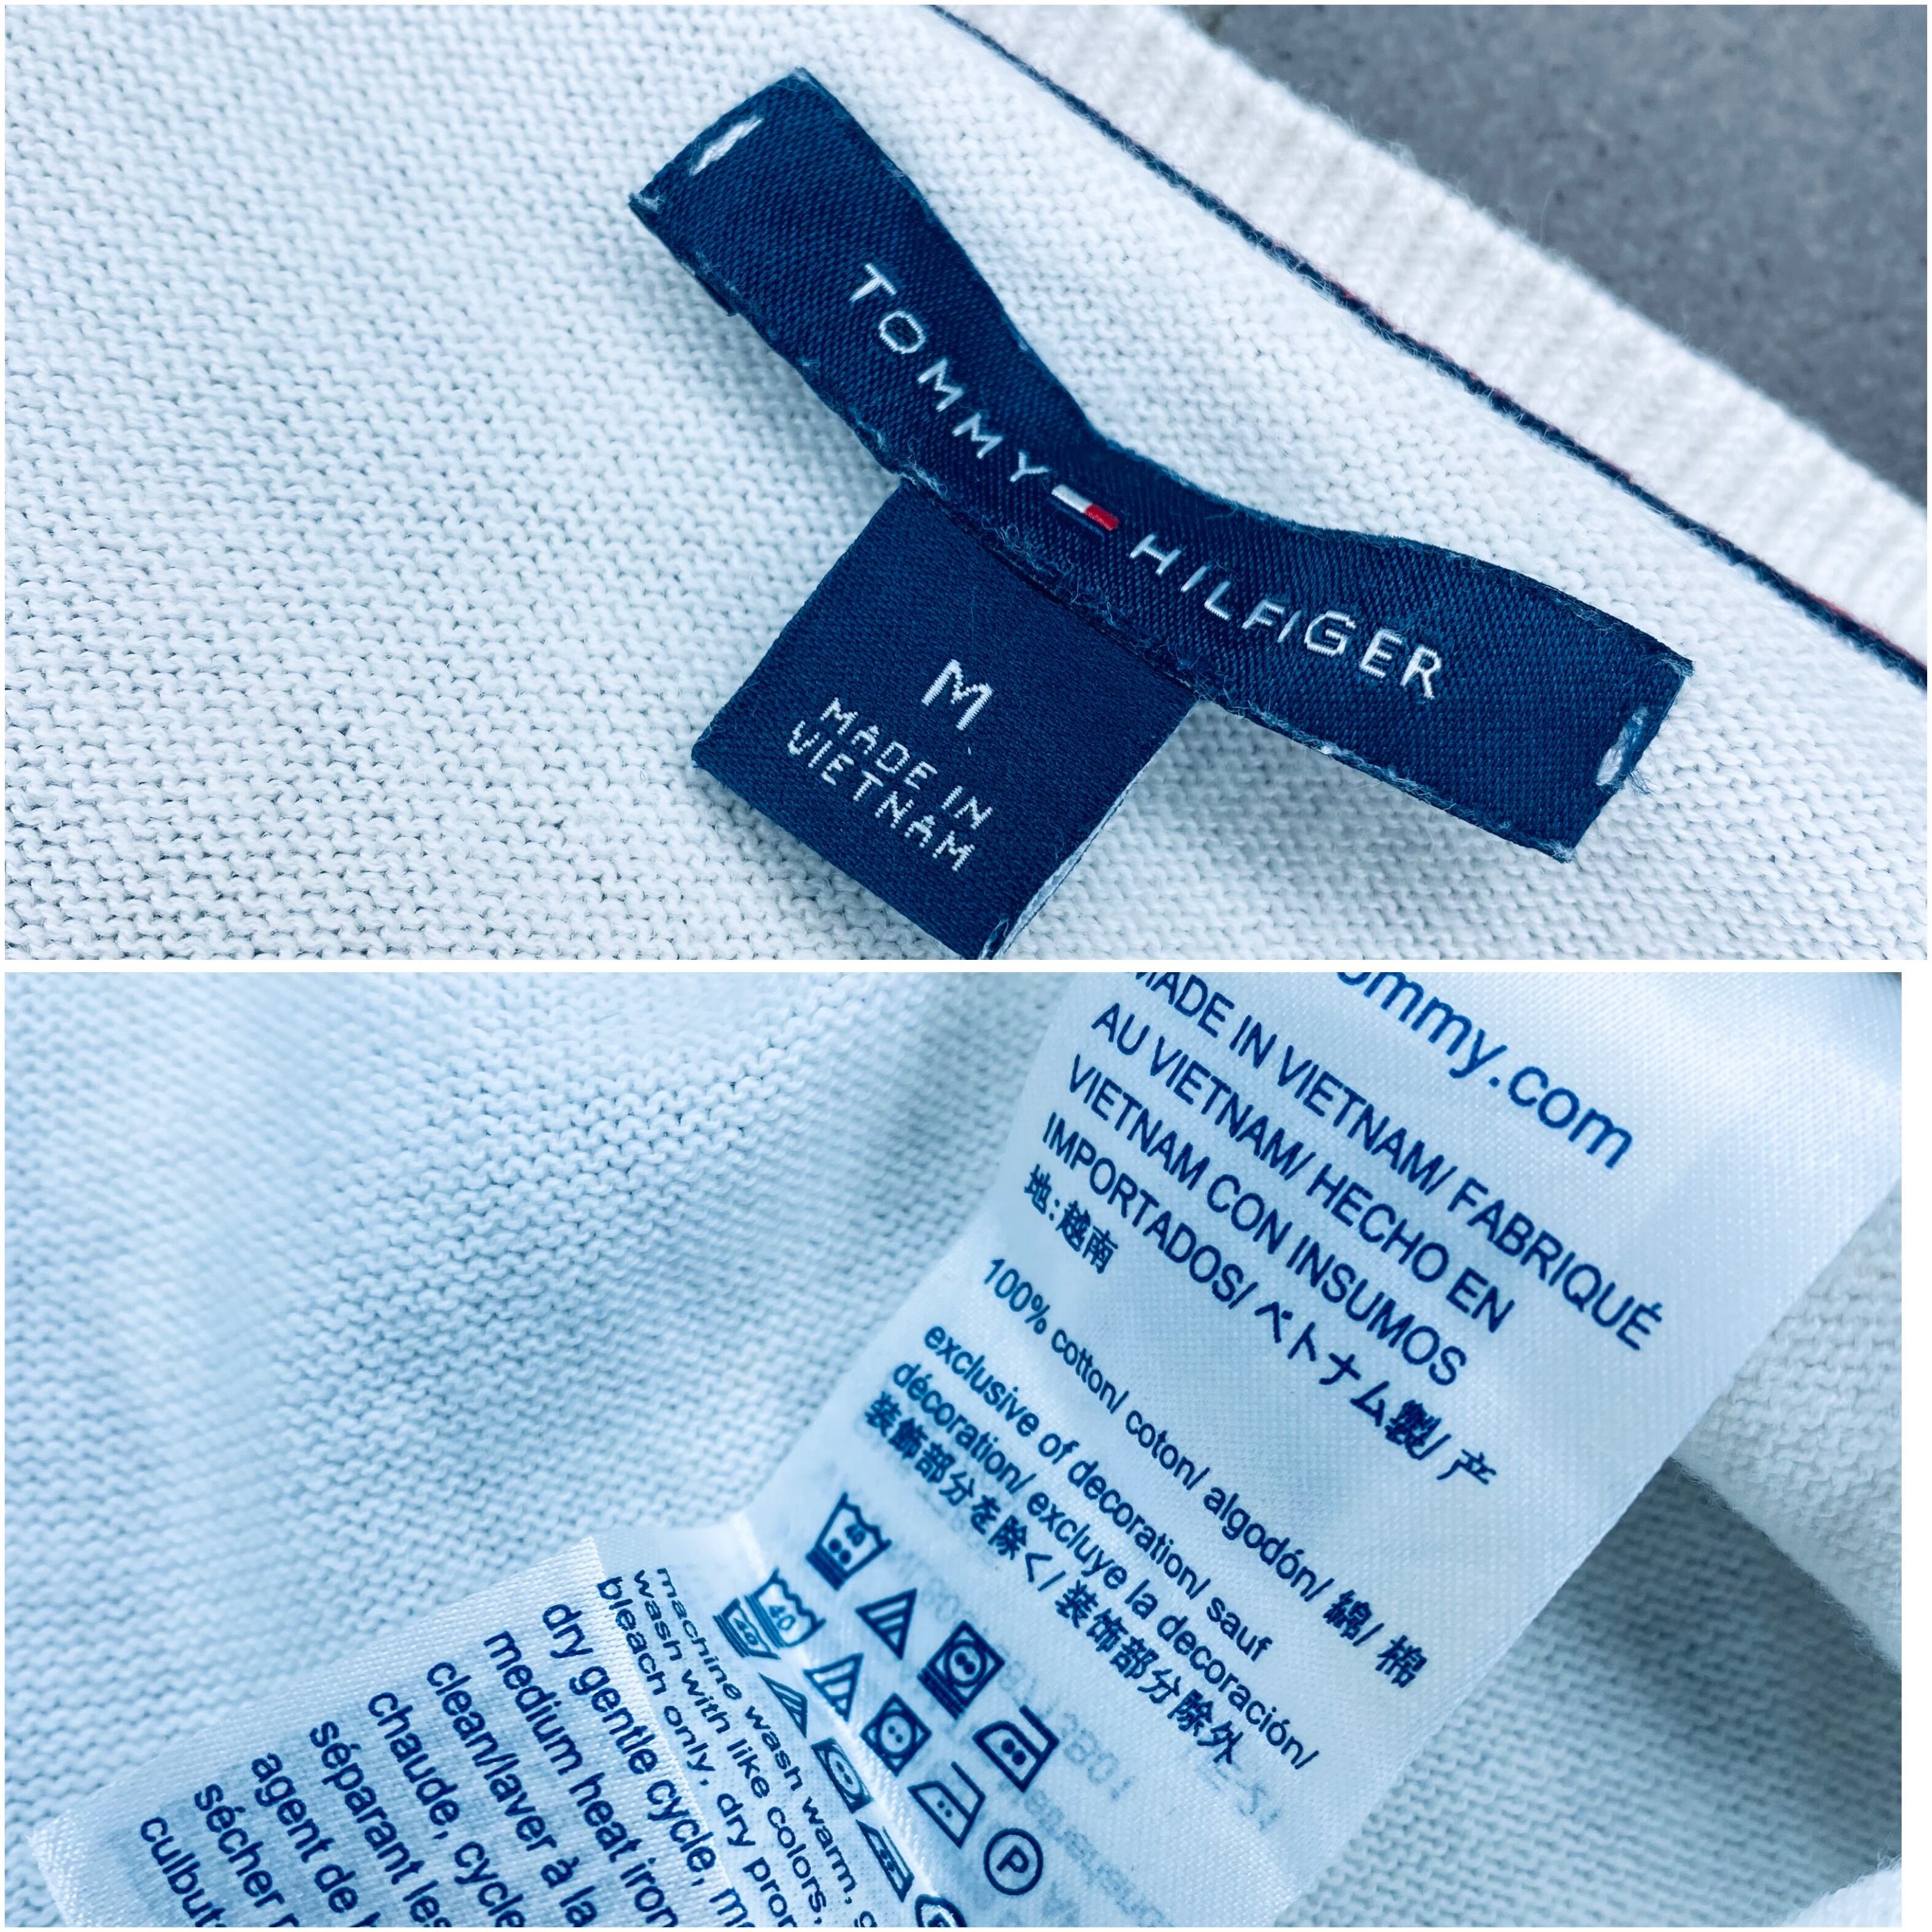 TOMMY HILFIGER
M
MADE IN
VIETNAM
ommy.com
MADE IN VIETNAM/ FABRIQUÉ
AU VIETNAM/ HECHO EN
VIETNAM CON INSUMOS
IMPORTADOS/ ベトナム製/ 产
地:越南
100% cotton/ coton/ algodón/ 綿/ 棉
exclusive of decoration/ sauf
décoration/ excluye la decoración/
装飾部分を除く/ 装饰部分除外
40
40
P
machine wash warm, g
wash with like colors,
bleach only, dry
dry gentle cycle,
medium heat iron
clean/laver à la
chaude, cycle
séparant les
agent de
sécher
culbut